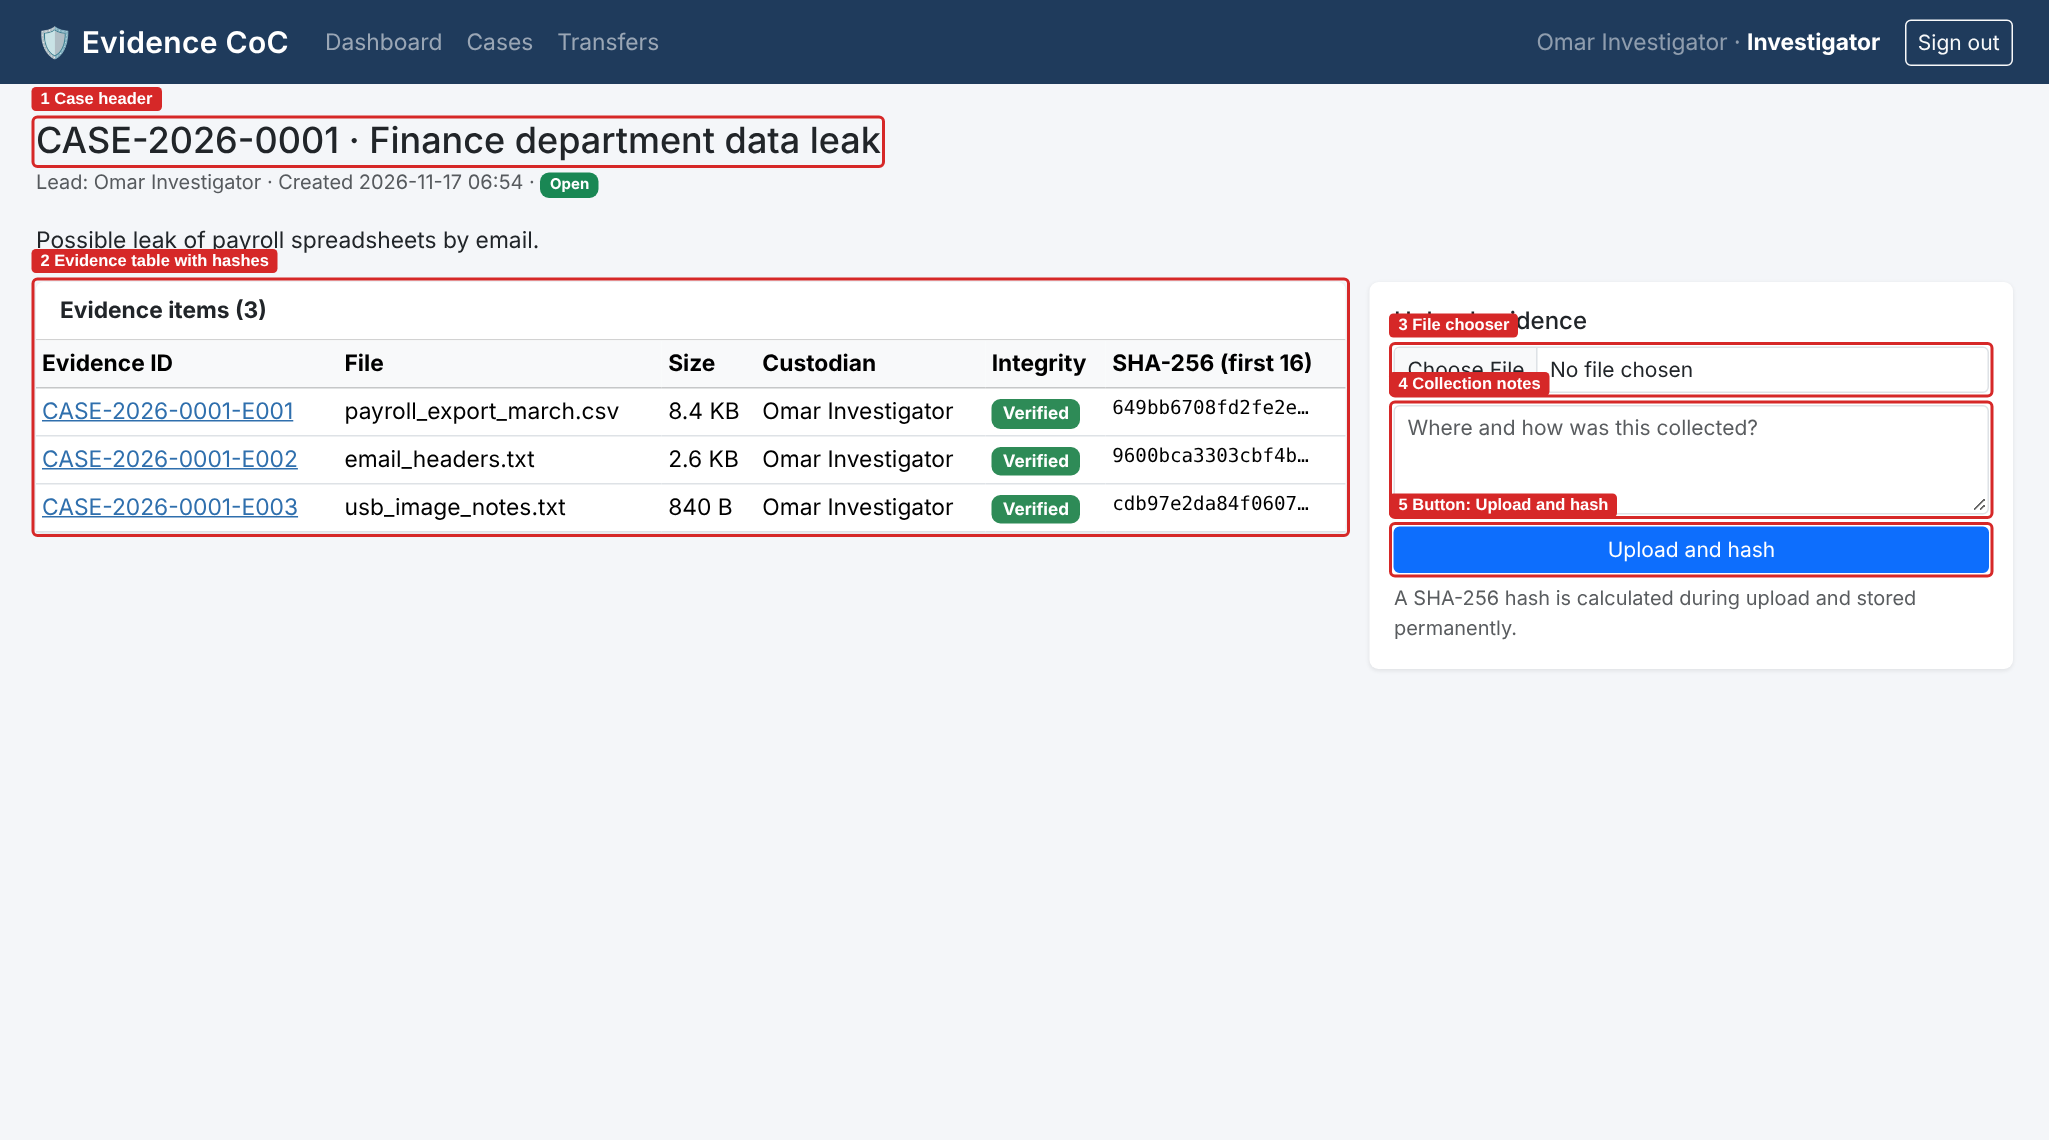 Evidence CoC Dashboard Cases Transfers Omar Investigator · Investigator Sign out
1 Case header
CASE-2026-0001 · Finance department data leak
Lead: Omar Investigator · Created 2026-11-17 06:54 · Open
Possible leak of payroll spreadsheets by email.
2 Evidence table with hashes
Evidence items (3)
Evidence ID File Size Custodian Integrity SHA-256 (first 16)
CASE-2026-0001-E001 payroll_export_march.csv 8.4 KB Omar Investigator Verified 649bb6708fd2fe2e…
CASE-2026-0001-E002 email_headers.txt 2.6 KB Omar Investigator Verified 9600bca3303cbf4b…
CASE-2026-0001-E003 usb_image_notes.txt 840 B Omar Investigator Verified cdb97e2da84f0607…
3 File chooser
Choose File No file chosen
4 Collection notes
Where and how was this collected?
5 Button: Upload and hash
Upload and hash
A SHA-256 hash is calculated during upload and stored
permanently.